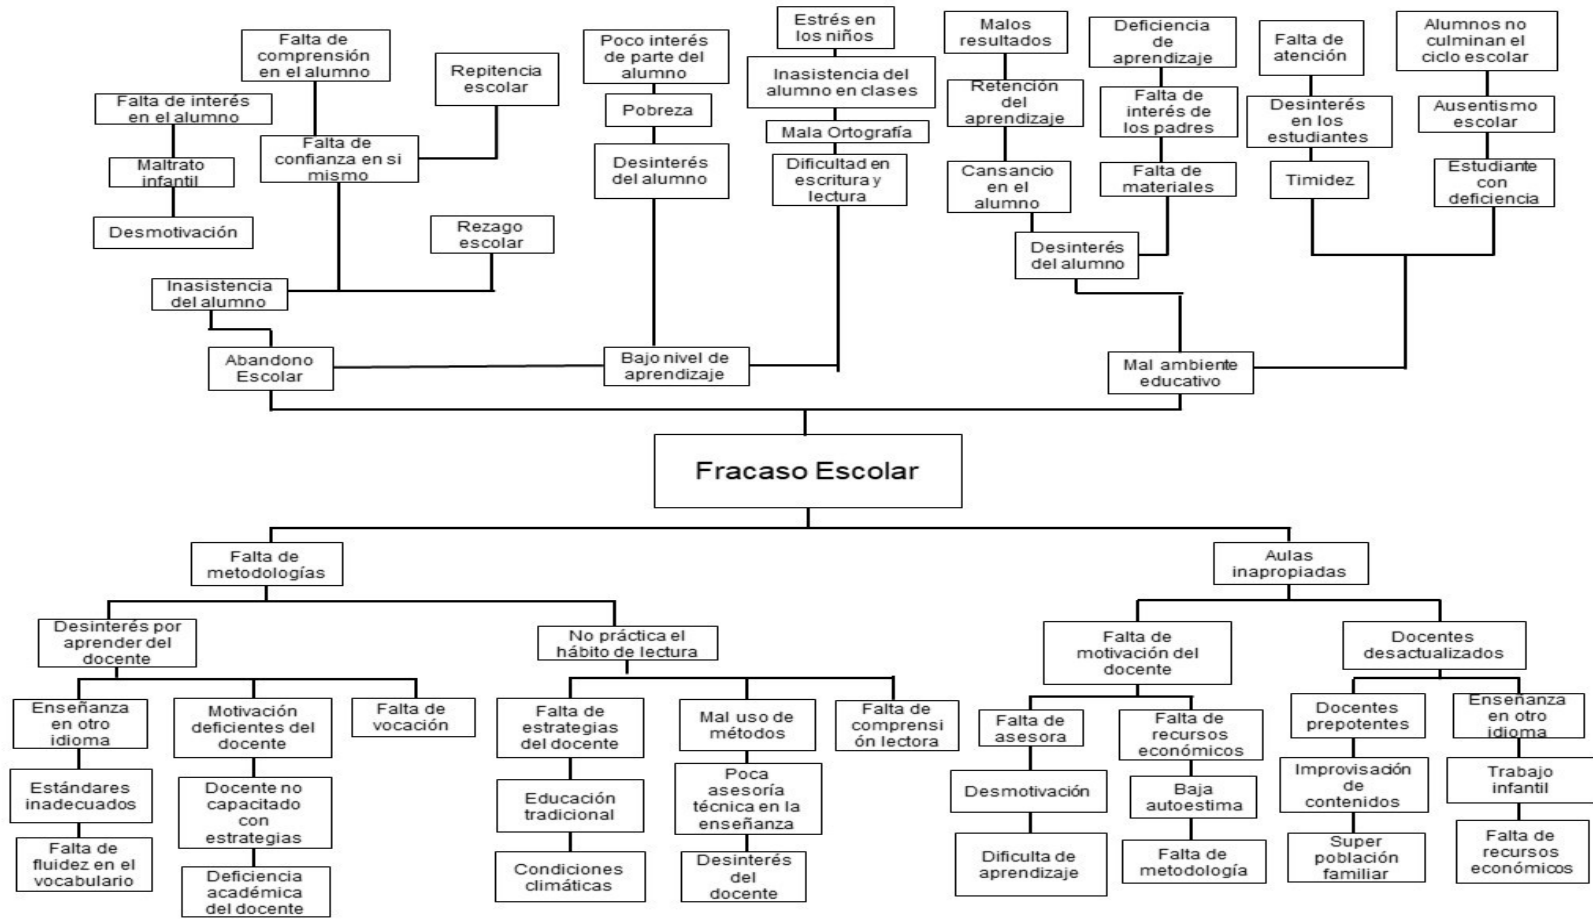 Falta de
comprensión
en el alumno
Repitencia
escolar
Falta de interés
en el alumno
Falta de
confianza en si
mismo
Maltrato
infantil
Desmotivación
Rezago
escolar
Inasistencia
del alumno
Abandono
Escolar
Poco interés
de parte del
alumno
Pobreza
Desinterés
del alumno
Bajo nivel de
aprendizaje
Estrés en
los niños
Inasistencia del
alumno en clases
Mala Ortografía
Dificultad en
escritura y
lectura
Malos
resultados
Retención
del
aprendizaje
Cansancio
en el
alumno
Deficiencia
de
aprendizaje
Falta de
interés de
los padres
Falta de
materiales
Desinterés
del alumno
Falta de
atención
Desinterés
en los
estudiantes
Timidez
Alumnos no
culminan el
ciclo escolar
Ausentismo
escolar
Estudiante
con
deficiencia
Mal ambiente
educativo
Fracaso Escolar
Falta de
metodologías
Desinterés por
aprender del
docente
Enseñanza
en otro
idioma
Estándares
inadecuados
Falta de
fluidez en el
vocabulario
Motivación
deficientes del
docente
Docente no
capacitado
con
estrategias
Deficiencia
académica
del docente
Falta de
vocación
No práctica el
hábito de lectura
Falta de
estrategias
del docente
Educación
tradicional
Condiciones
climáticas
Mal uso de
métodos
Poca
asesoría
técnica en la
enseñanza
Desinterés
del
docente
Falta de
comprensi
ón lectora
Aulas
inapropiadas
Falta de
motivación del
docente
Falta de
asesora
Desmotivación
Dificulta de
aprendizaje
Falta de
recursos
económicos
Baja
autoestima
Falta de
metodología
Docentes
desactualizados
Docentes
prepotentes
Improvisación
de
contenidos
Super
población
familiar
Enseñanza
en otro
idioma
Trabajo
infantil
Falta de
recursos
económicos